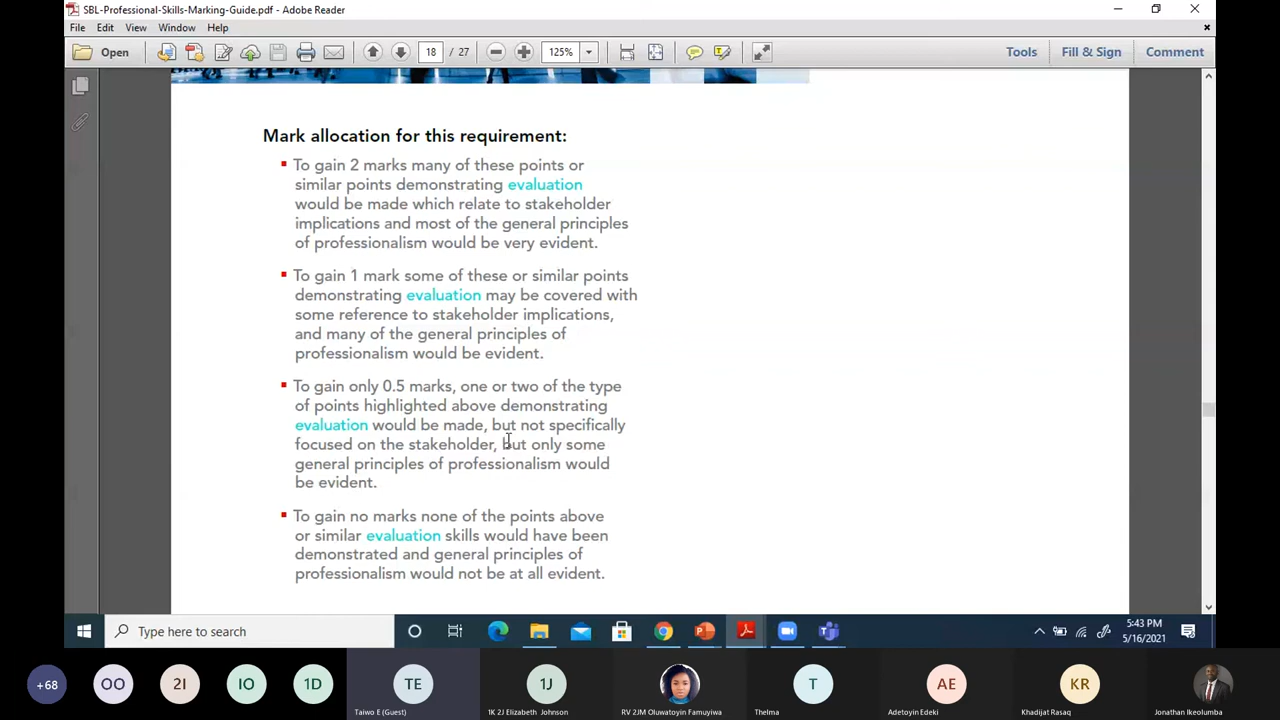 SBL-Professional-Skills-Marking-Guide.pdf - Adobe Reader
File Edit View Window Help
Open 18 / 27 125% Tools Fill & Sign Comment
Mark allocation for this requirement:
To gain 2 marks many of these points or
similar points demonstrating evaluation
would be made which relate to stakeholder
implications and most of the general principles
of professionalism would be very evident.
To gain 1 mark some of these or similar points
demonstrating evaluation may be covered with
some reference to stakeholder implications,
and many of the general principles of
professionalism would be evident.
To gain only 0.5 marks, one or two of the type
of points highlighted above demonstrating
evaluation would be made, but not specifically
focused on the stakeholder, but only some
general principles of professionalism would
be evident.
To gain no marks none of the points above
or similar evaluation skills would have been
demonstrated and general principles of
professionalism would not be at all evident.
Type here to search
5:43 PM
5/16/2021
+68 OO 2I IO 1D TE 1J T AE KR
Taiwo E (Guest) 1K 2J Elizabeth Johnson RV 2JM Oluwatoyin Famuyiwa Thelma Adetoyin Edeki Khadijat Rasaq Jonathan Ikeolumba